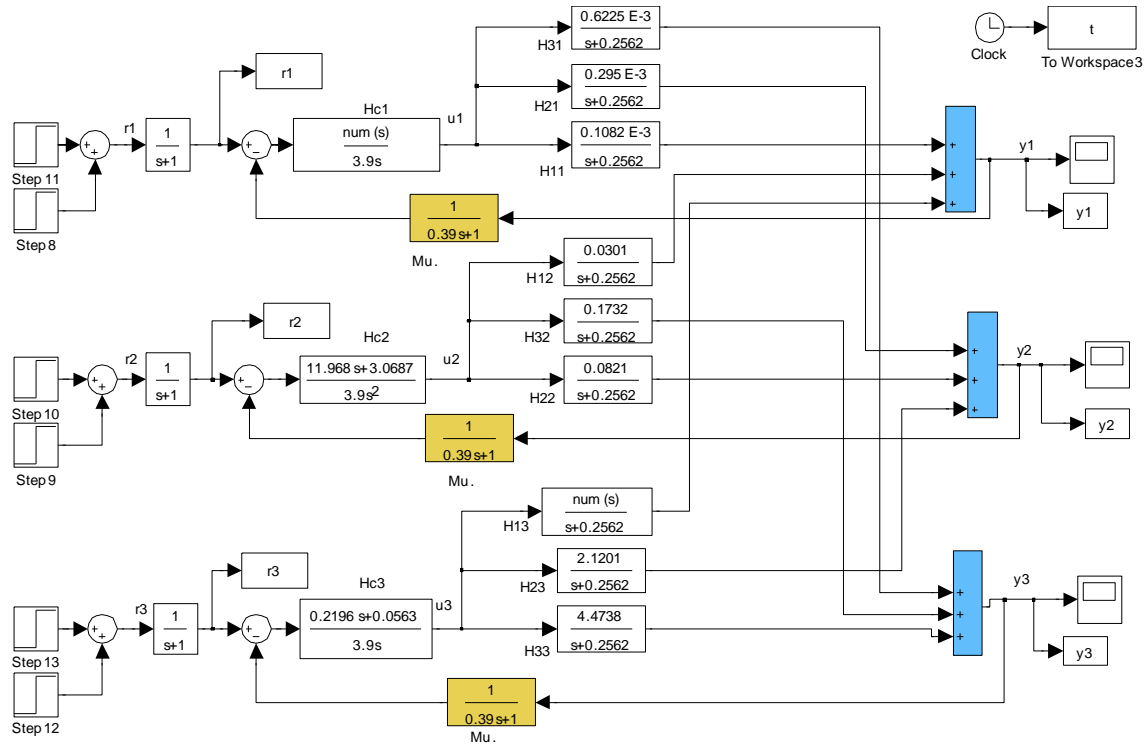 0.6225 E-3
s+0.2562
H31
Clock
t
To Workspace3
r1
0.295 E-3
s+0.2562
H21
Hc1
u1
num (s)
3.9s
0.1082 E-3
s+0.2562
H11
Step 11
+
+
r1
1
s+1
+
−
Step 8
+
+
+
y1
y1
1
0.39s+1
Mu.
0.0301
s+0.2562
H12
r2
0.1732
s+0.2562
H32
Hc2
u2
11.968 s+3.0687
3.9s2
0.0821
s+0.2562
H22
Step 10
+
+
r2
1
s+1
+
−
Step 9
+
+
+
y2
y2
1
0.39s+1
Mu.
num (s)
s+0.2562
H13
r3
2.1201
s+0.2562
H23
Hc3
u3
0.2196 s+0.0563
3.9s
4.4738
s+0.2562
H33
Step 13
+
+
r3
1
s+1
+
−
Step 12
+
+
+
y3
y3
1
0.39s+1
Mu.